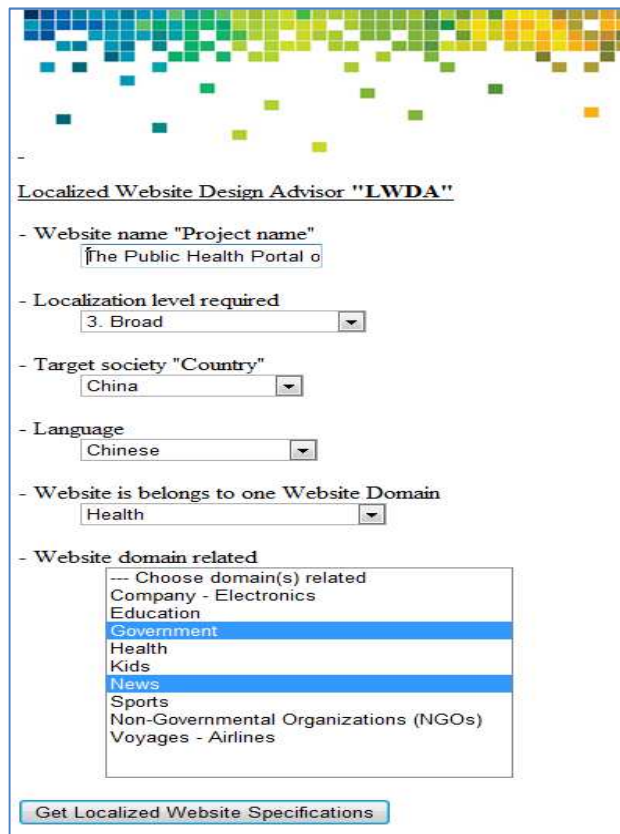 -
Localized Website Design Advisor "LWDA"
- Website name "Project name"
The Public Health Portal o
- Localization level required
3. Broad
- Target society "Country"
China
- Language
Chinese
- Website is belongs to one Website Domain
Health
- Website domain related
--- Choose domain(s) related
Company - Electronics
Education
Government
Health
Kids
News
Sports
Non-Governmental Organizations (NGOs)
Voyages - Airlines
Get Localized Website Specifications